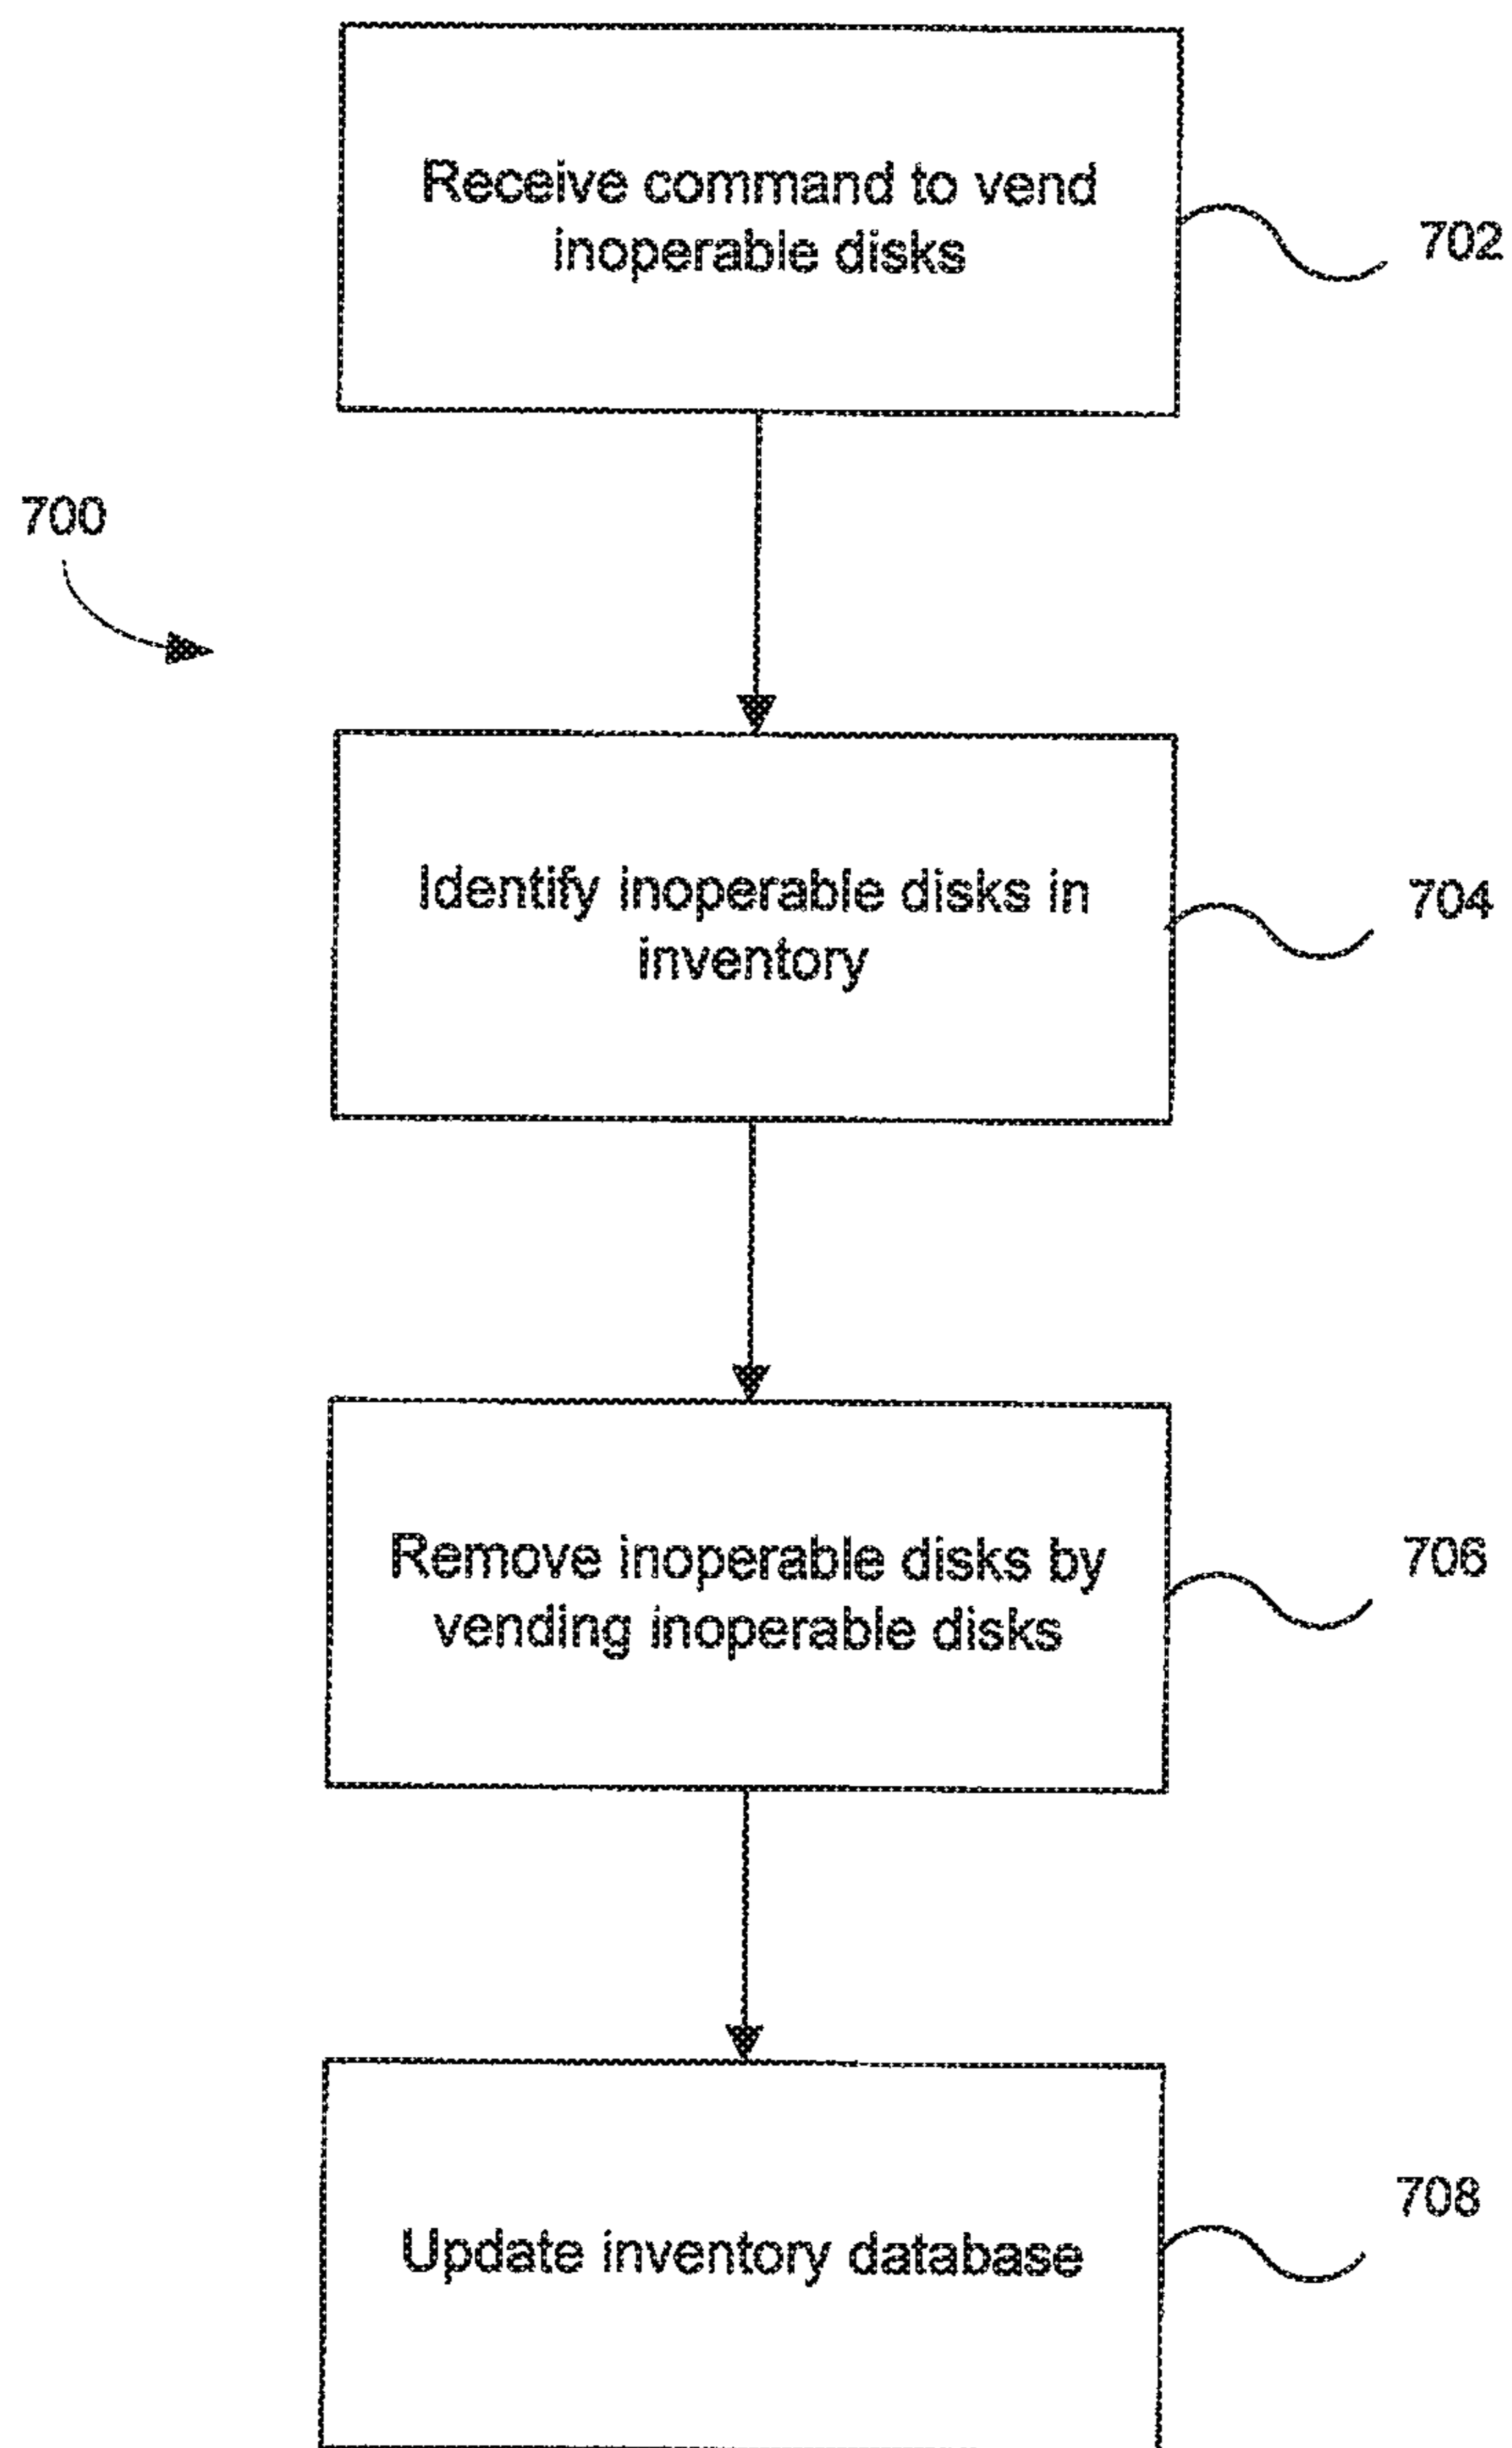 Receive command to vend
inoperable disks
702
700
Identify inoperable disks in
inventory
704
Remove inoperable disks by
vending inoperable disks
706
Update inventory database
708